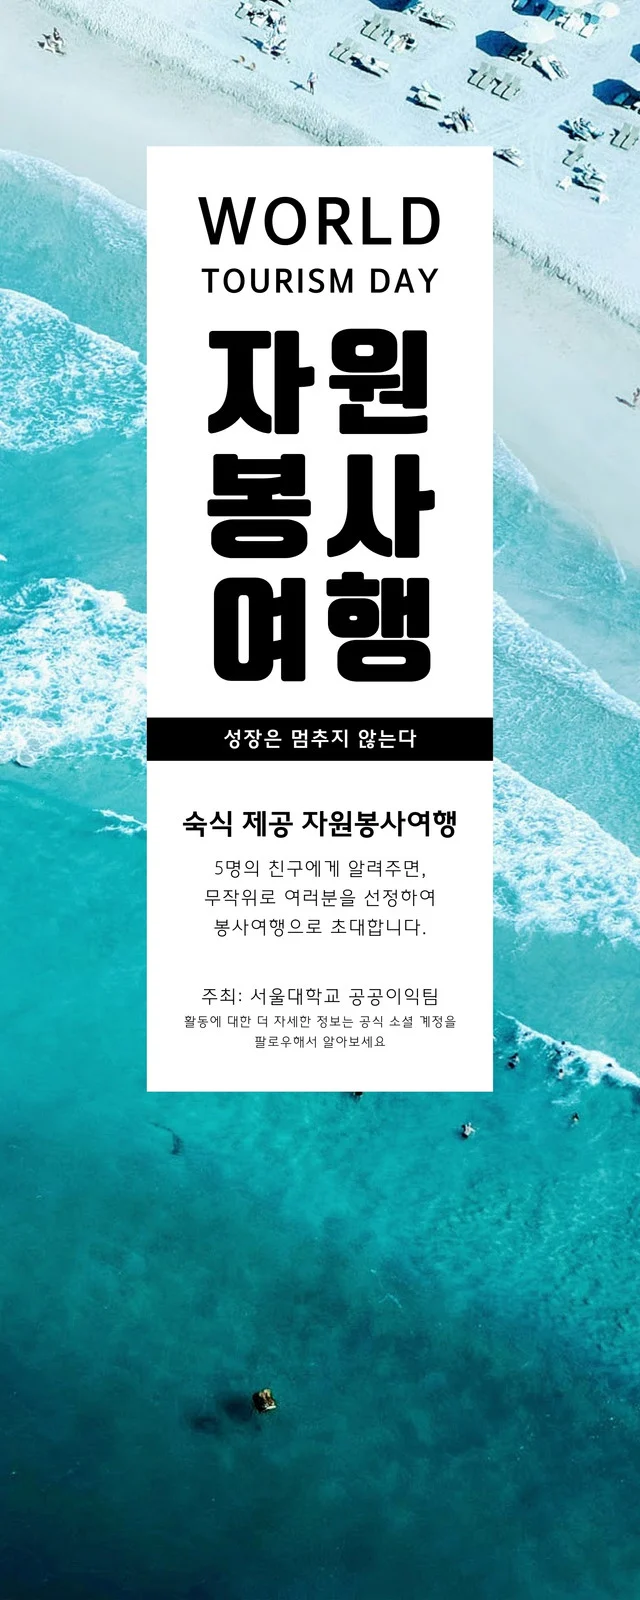 WORLD
TOURISM DAY
자원
봉사
여행
성장은 멈추지 않는다
숙식 제공 자원봉사여행
5명의 친구에게 알려주면,
무작위로 여러분을 선정하여
봉사여행으로 초대합니다.
주최: 서울대학교 공공이익팀
활동에 대한 더 자세한 정보는 공식 소셜 계정을
팔로우해서 알아보세요